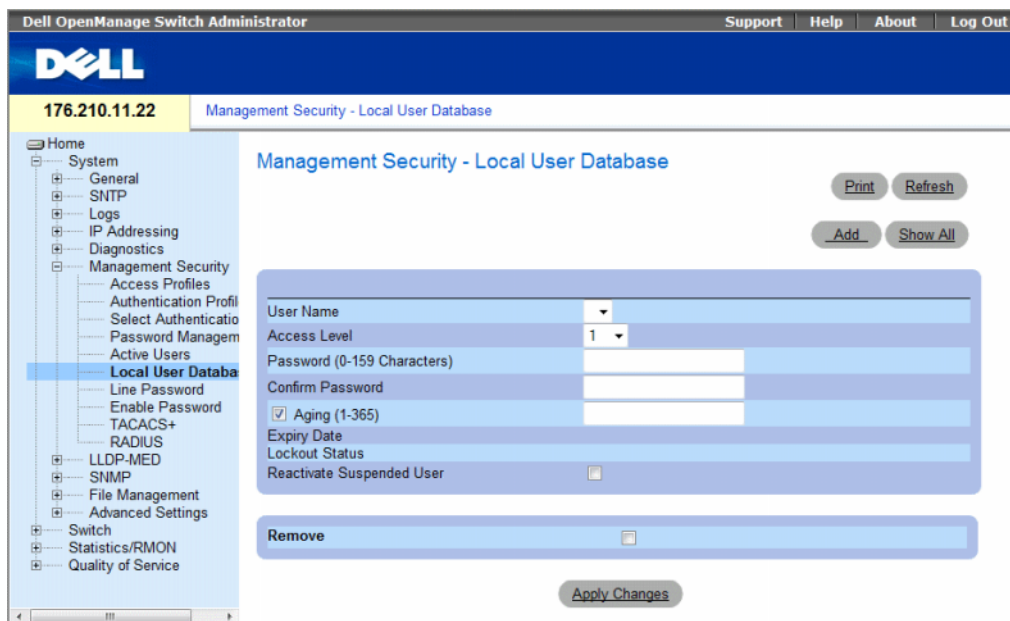 Dell OpenManage Switch Administrator
Support Help About Log Out
DELL
176.210.11.22
Management Security - Local User Database
Home
System
General
SNTP
Logs
IP Addressing
Diagnostics
Management Security
Access Profiles
Authentication Profil
Select Authenticatio
Password Managem
Active Users
Local User Databa
Line Password
Enable Password
TACACS+
RADIUS
LLDP-MED
SNMP
File Management
Advanced Settings
Switch
Statistics/RMON
Quality of Service
Management Security - Local User Database
Print Refresh
Add Show All
User Name
Access Level 1
Password (0-159 Characters)
Confirm Password
Aging (1-365)
Expiry Date
Lockout Status
Reactivate Suspended User
Remove
Apply Changes